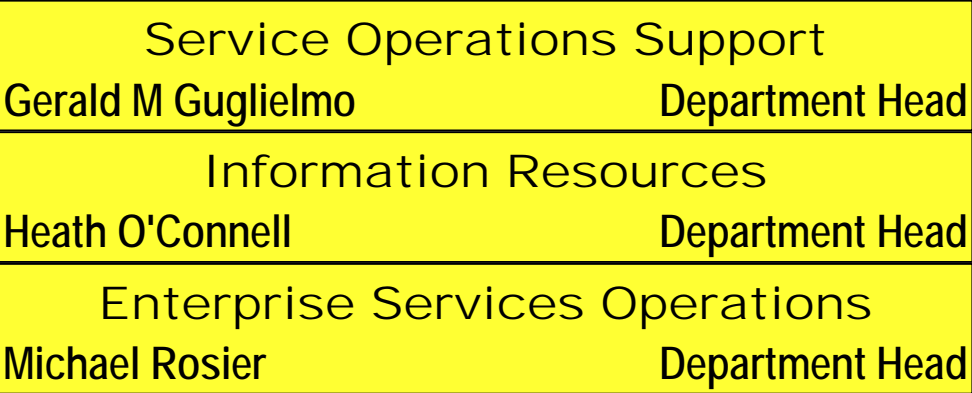 Service Operations Support
Gerald M Guglielmo Department Head
Information Resources
Heath O'Connell Department Head
Enterprise Services Operations
Michael Rosier Department Head